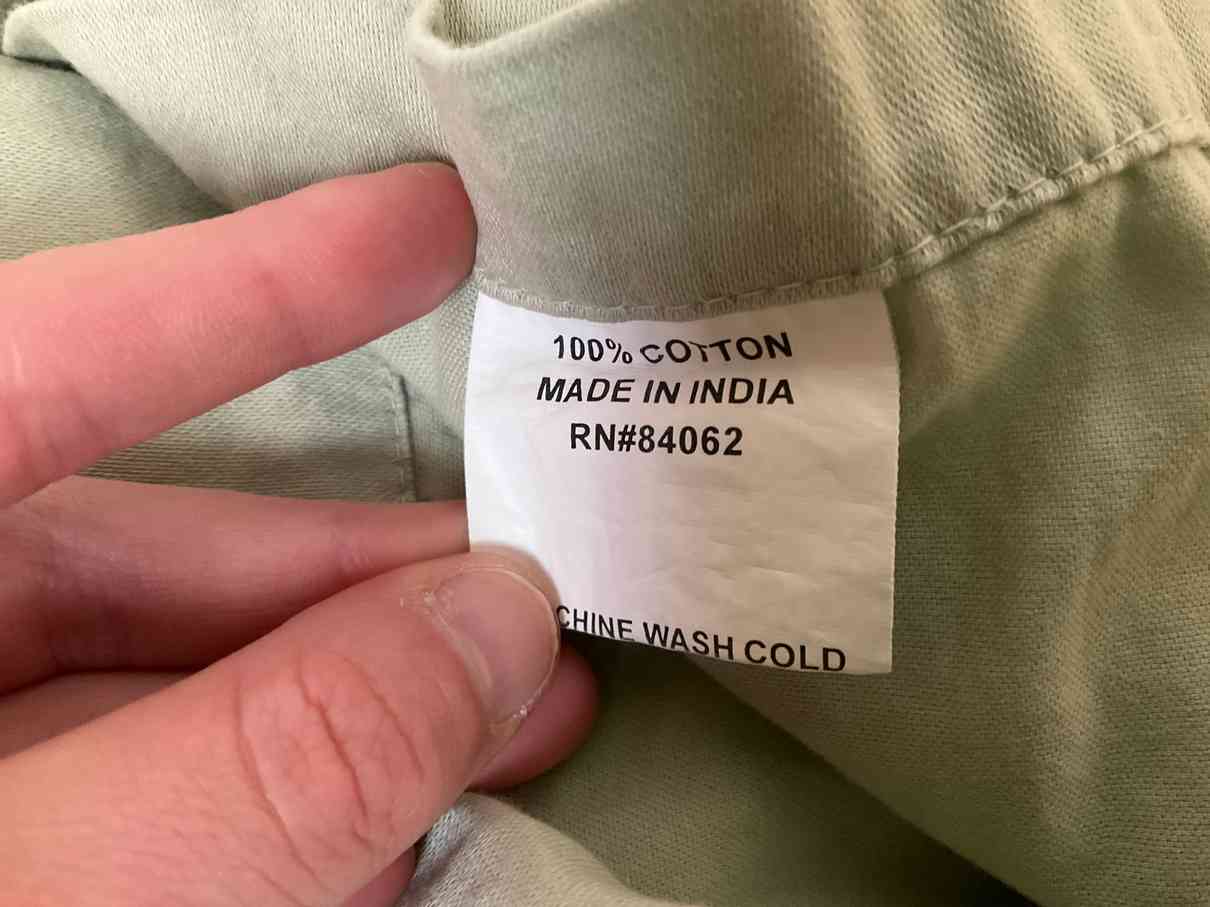 100% COTTON
MADE IN INDIA
RN#84062
CHINE WASH COLD